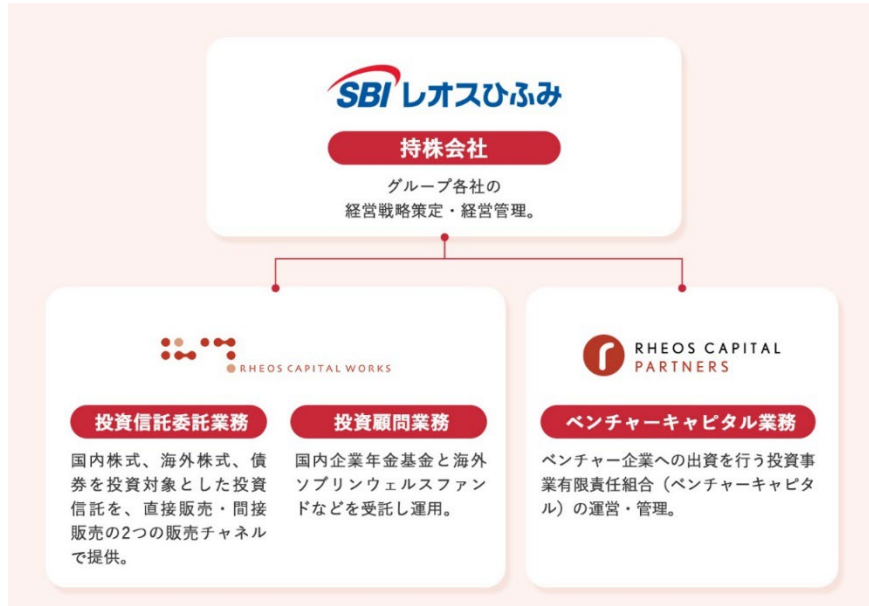 SBIレオスひふみ
持株会社
グループ各社の
経営戦略策定・経営管理。
RHEOS CAPITAL WORKS
投資信託委託業務
国内株式、海外株式、債
券を投資対象とした投資
信託を、直接販売・間接
販売の2つの販売チャネル
で提供。
投資顧問業務
国内企業年金基金と海外
ソブリンウェルスファン
ドなどを受託し運用。
RHEOS CAPITAL
PARTNERS
ベンチャーキャピタル業務
ベンチャー企業への出資を行う投資事
業有限責任組合（ベンチャーキャピタ
ル）の運営・管理。